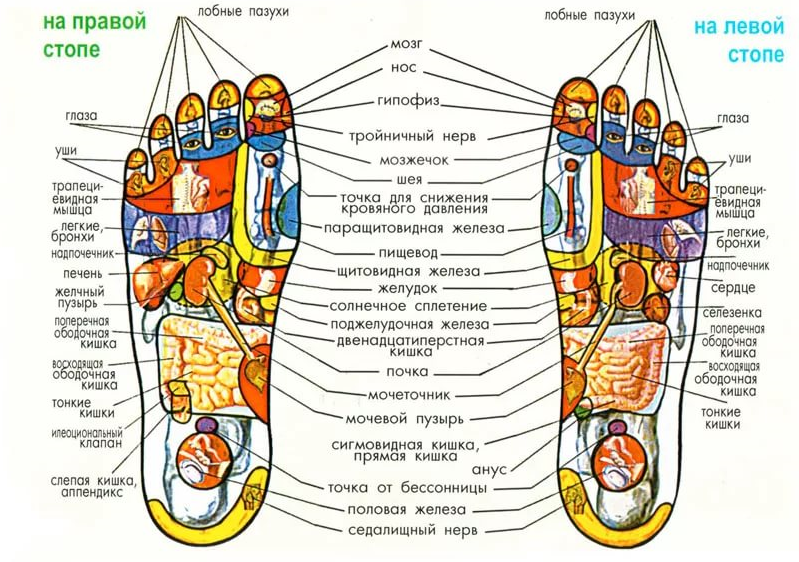 на правой
стопе
лобные пазухи
глаза
уши
трапеци-
евидная
мышца
легкие,
бронхи
надпочечник
печень
желчный
пузырь
поперечная
ободочная
кишка
восходящая
ободочная
кишка
тонкие
кишки
илеоциональный
клапан
слепая кишка,
аппендикс
мозг
нос
гипофиз
тройничный нерв
мозжечок
шея
точка для снижения
кровяного давления
паращитовидная железа
пищевод
щитовидная железа
желудок
солнечное сплетение
поджелудочная железа
двенадцатиперстная
кишка
почка
мочеточник
мочевой пузырь
сигмовидная кишка,
прямая кишка
анус
точка от бессонницы
половая железа
седалищный нерв
лобные пазухи
на левой
стопе
глаза
уши
трапеци-
евидная
мышца
легкие,
бронхи
надпочечник
сердце
селезенка
поперечная
ободочная
кишка
восходящая
ободочная
кишка
тонкие
кишки